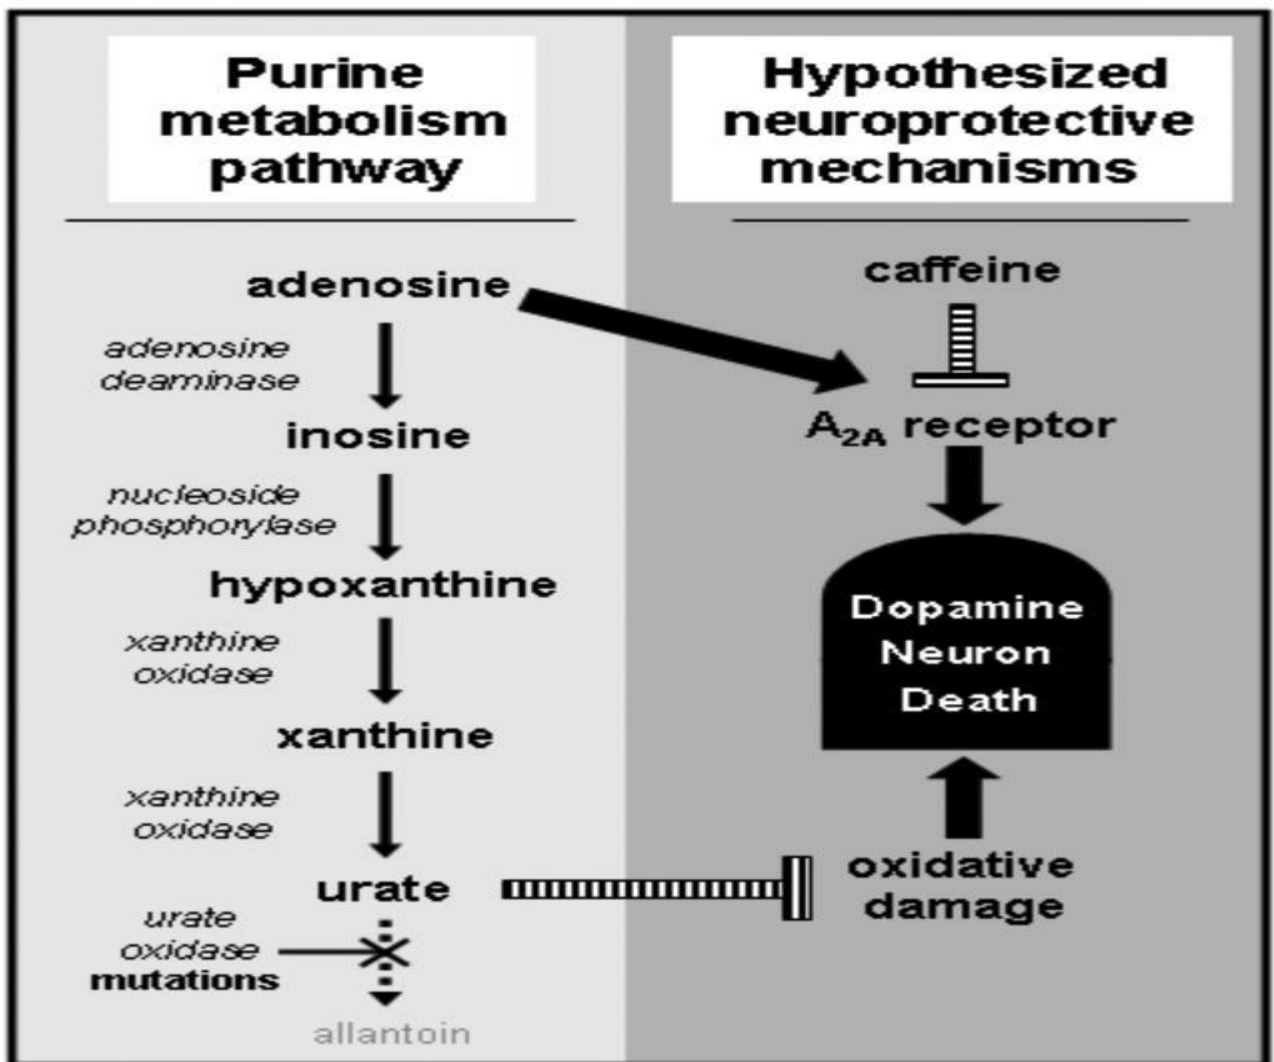 Purine
metabolism
pathway
adenosine
adenosine
deaminase
inosine
nucleoside
phosphorylase
hypoxanthine
xanthine
oxidase
xanthine
xanthine
oxidase
urate
urate
oxidase
mutations
allantoin
Hypothesized
neuroprotective
mechanisms
caffeine
A2A receptor
Dopamine
Neuron
Death
oxidative
damage